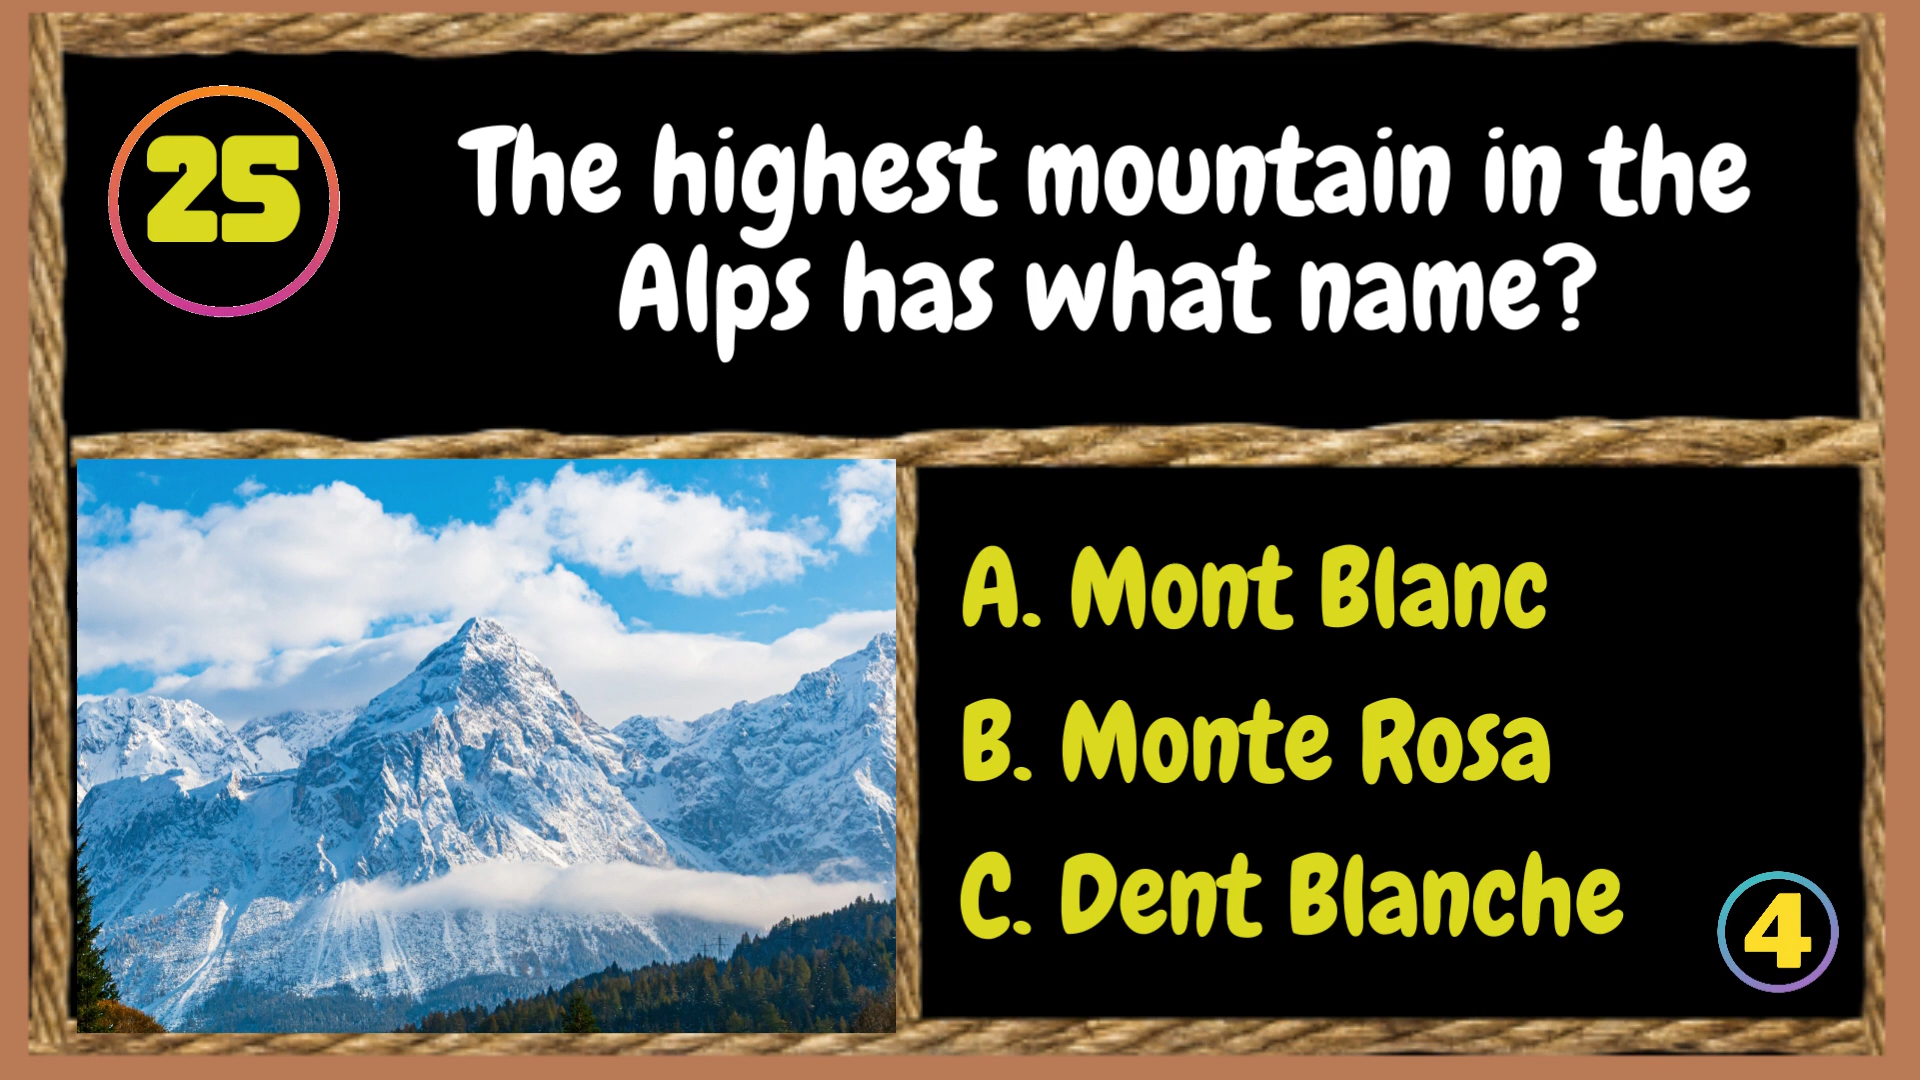 25
The highest mountain in the
Alps has what name?
A. Mont Blanc
B. Monte Rosa
C. Dent Blanche
4